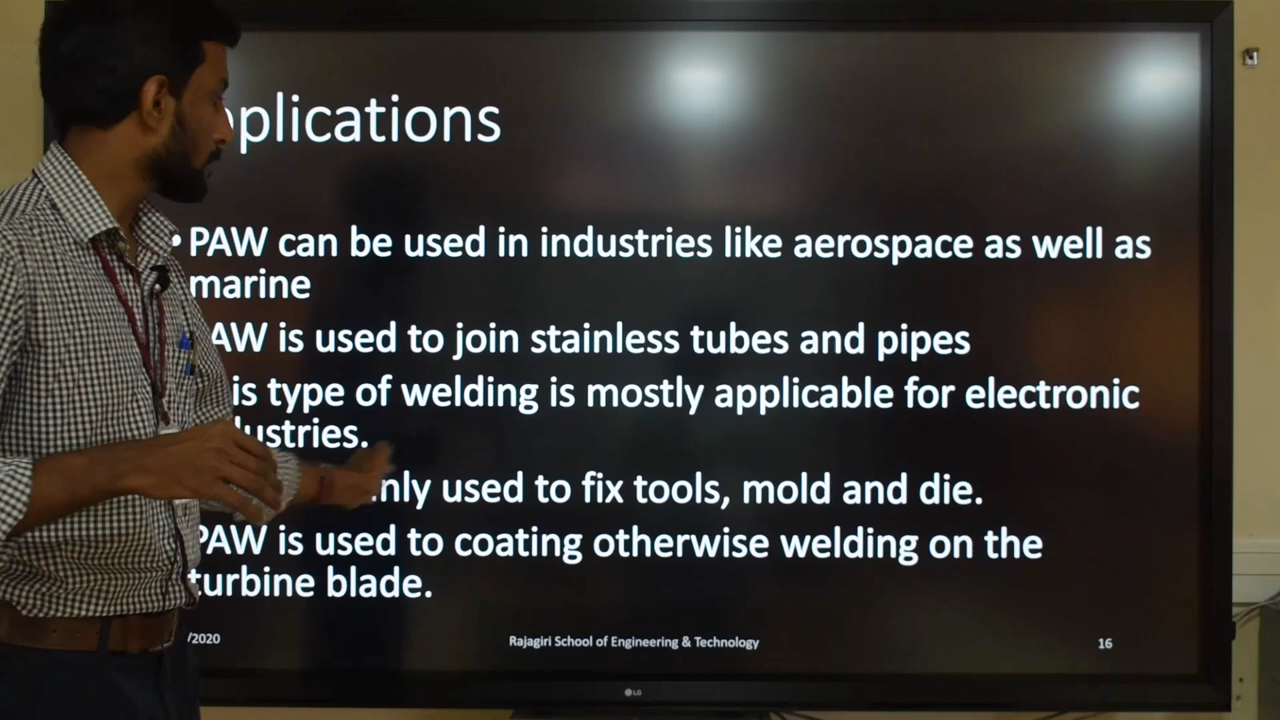 plications
• PAW can be used in industries like aerospace as well as
marine
AW is used to join stainless tubes and pipes
is type of welding is mostly applicable for electronic
ustries.
nly used to fix tools, mold and die.
PAW is used to coating otherwise welding on the
turbine blade.
/2020 Rajagiri School of Engineering & Technology 16
LG